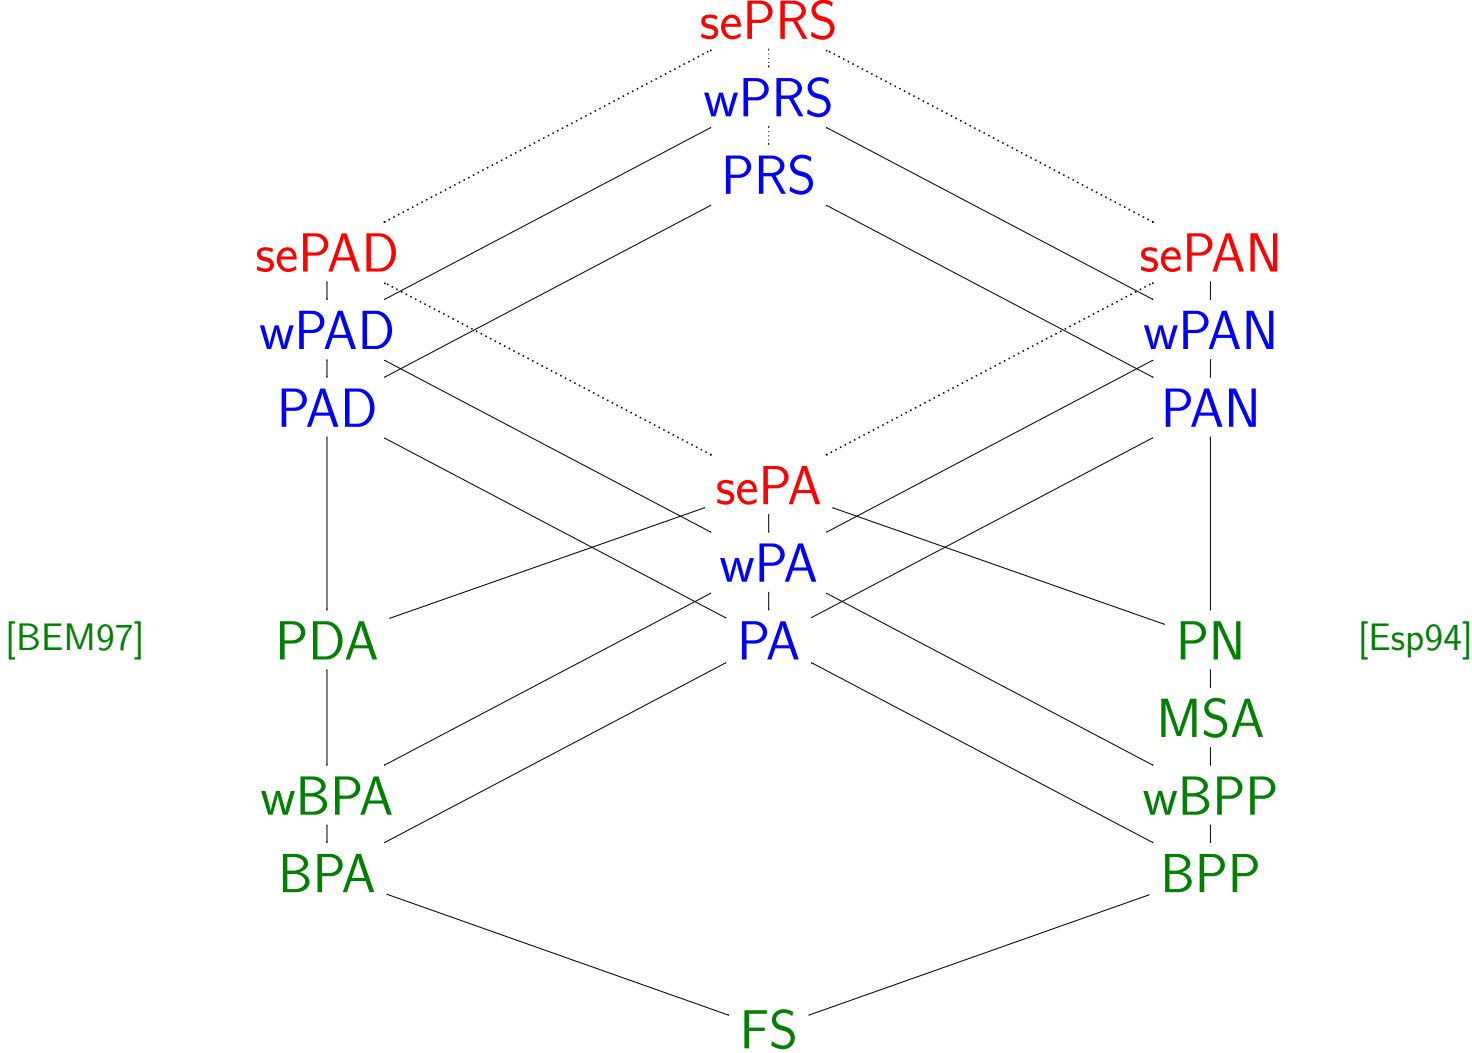 sePRS
wPRS
PRS
sePAD sePAN
wPAD wPAN
PAD PAN
sePA
wPA
[BEM97] PDA PA PN [Esp94]
MSA
wBPA wBPP
BPA BPP
FS